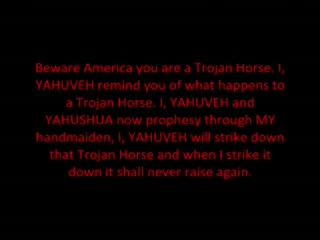 Beware America you are a Trojan Horse. I,
YAHUVEH remind you of what happens to
a Trojan Horse. I, YAHUVEH and
YAHUSHUA now prophesy through MY
handmaiden, I, YAHUVEH will strike down
that Trojan Horse and when I strike it
down it shall never raise again.